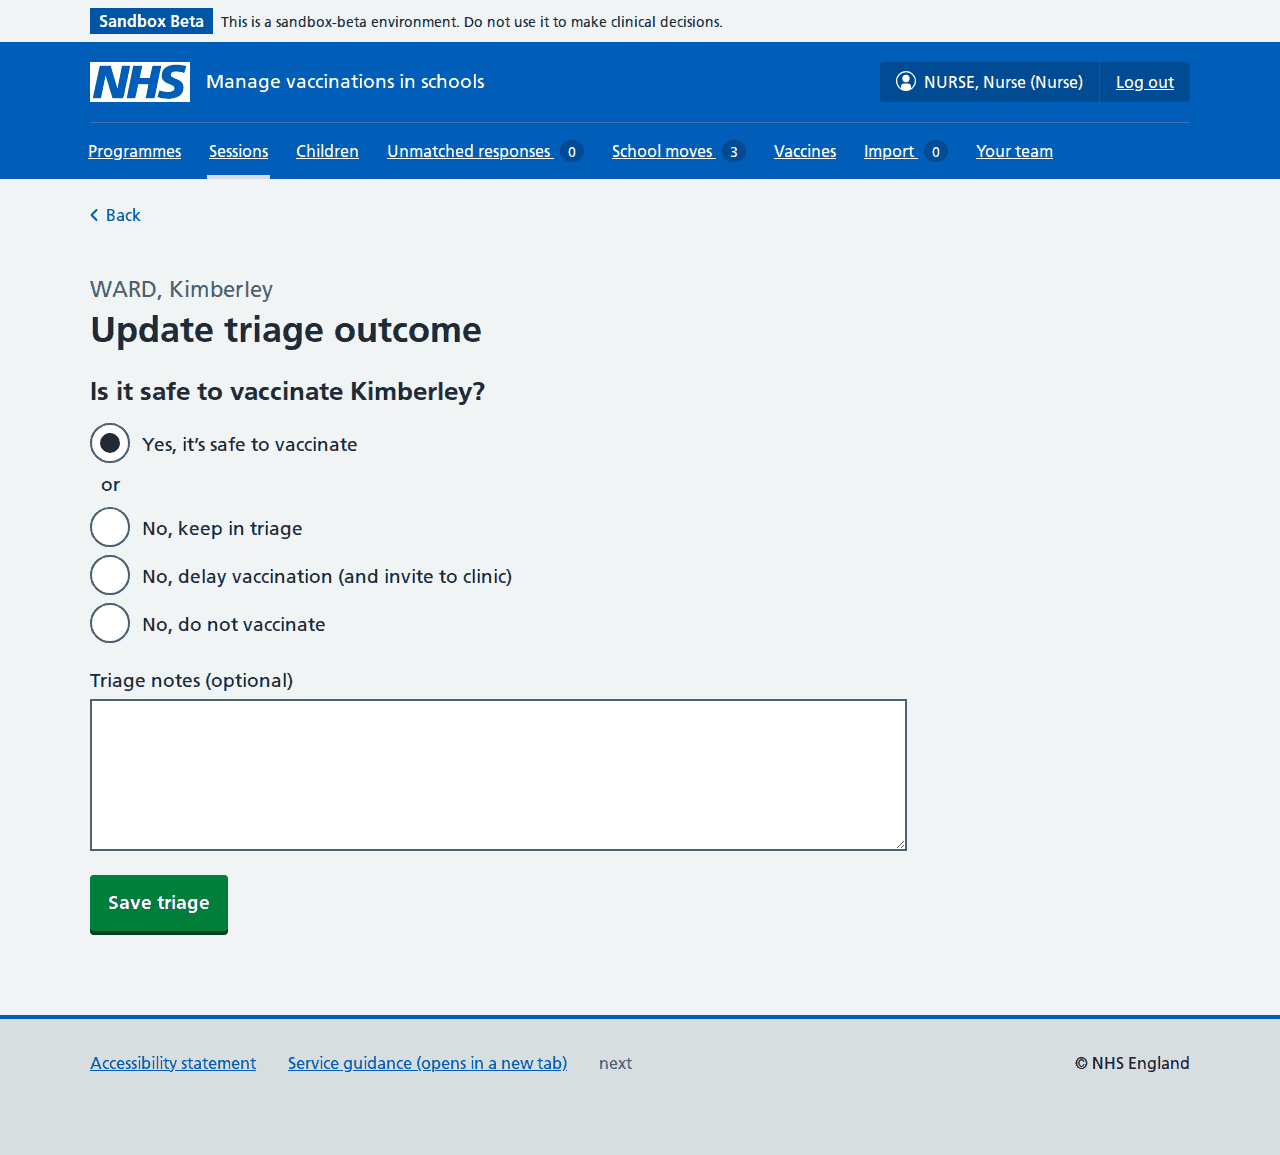 Sandbox Beta This is a sandbox-beta environment. Do not use it to make clinical decisions.
NHS Manage vaccinations in schools NURSE, Nurse (Nurse) Log out
Programmes Sessions Children Unmatched responses 0 School moves 3 Vaccines Import 0 Your team
Back
WARD, Kimberley
Update triage outcome
Is it safe to vaccinate Kimberley?
Yes, it’s safe to vaccinate
or
No, keep in triage
No, delay vaccination (and invite to clinic)
No, do not vaccinate
Triage notes (optional)
Save triage
Accessibility statement Service guidance (opens in a new tab) next © NHS England